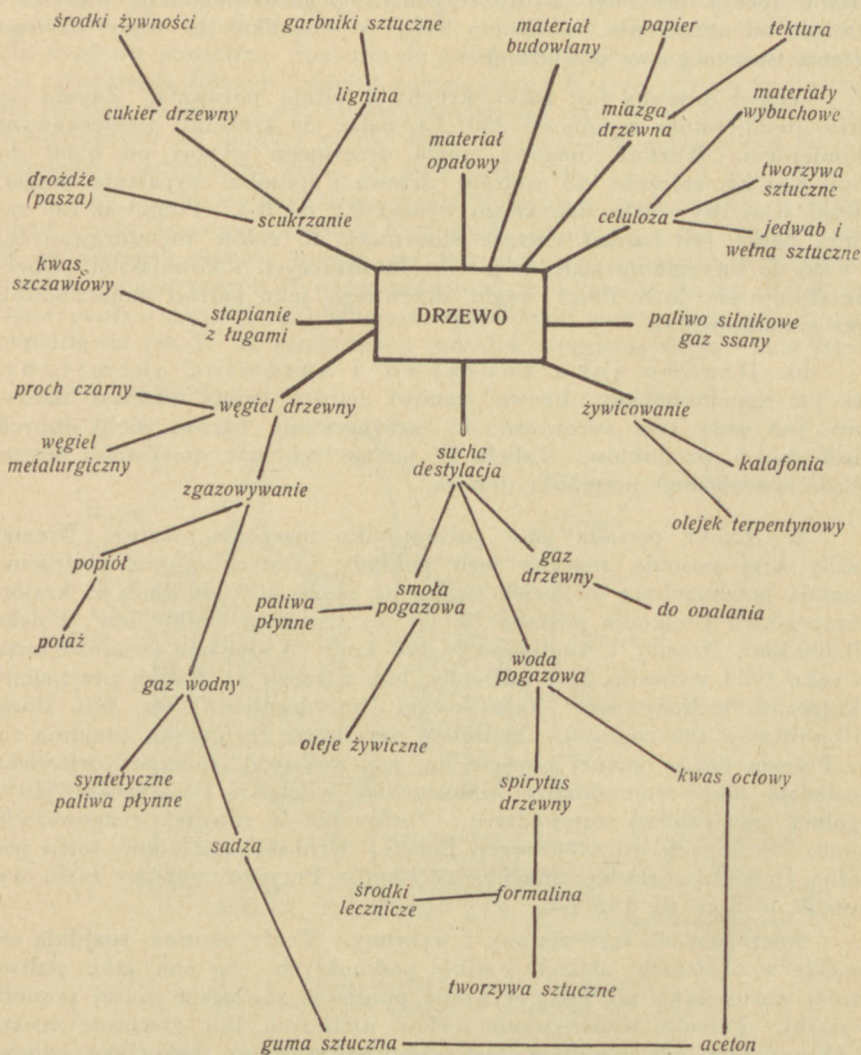 środki żywności
garbniki sztuczne
materiał
budowlany
papier
tektura
cukier drzewny
lignina
miazga
drzewna
materiały
wybuchowe
materiał
opałowy
drożdże
(pasza)
scukrzanie
celuloza
tworzywa
sztuczne
jedwab i
wełna sztuczne
kwas
szczawiowy
stapianie
z ługami
DRZEWO
paliwo silnikowe
gaz ssany
proch czarny
węgiel drzewny
żywicowanie
węgiel
metalurgiczny
sucha
destylacja
kalafonia
zgazowywanie
olejek terpentynowy
popiół
gaz
drzewny
smoła
pogazowa
paliwa
płynne
do opalania
potaż
woda
pogazowa
gaz wodny
oleje żywiczne
syntetyczne
paliwa płynne
spirytus
drzewny
kwas octowy
sadza
środki
lecznicze
formalina
tworzywa sztuczne
guma sztuczna
aceton